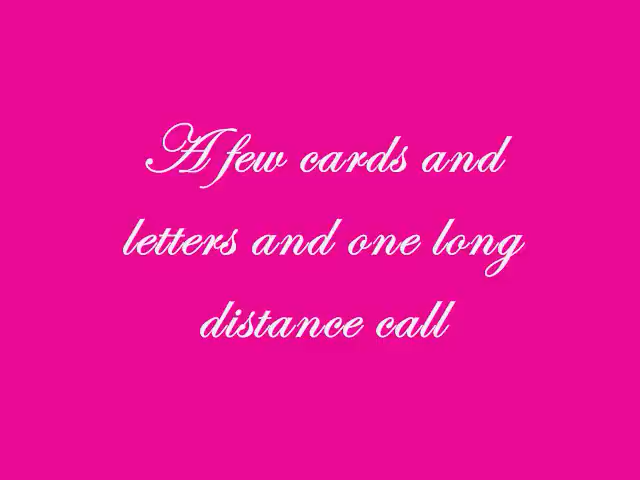 A few cards and
letters and one long
distance call